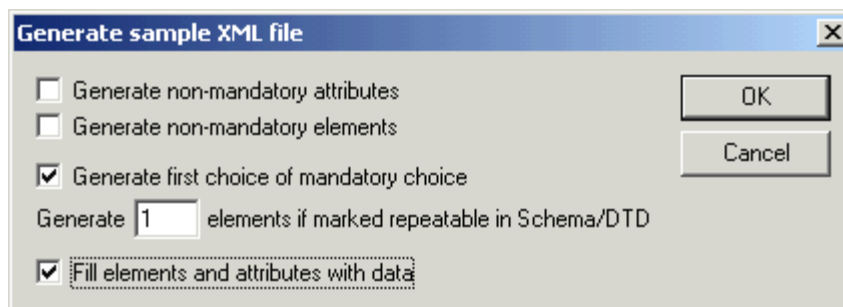 Generate sample XML file
Generate non-mandatory attributes
OK
Generate non-mandatory elements
Cancel
Generate first choice of mandatory choice
Generate 1 elements if marked repeatable in Schema/DTD
Fill elements and attributes with data